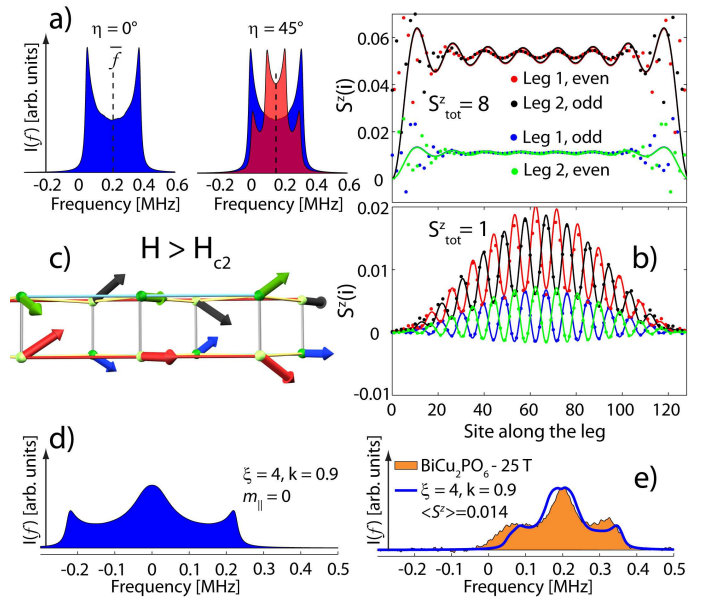 a)
η = 0°
η = 45°
f̅
I(f) [arb. units]
-0.2 0 0.2 0.4 0.6
-0.2 0 0.2 0.4 0.6
Frequency [MHz]
Frequency [MHz]
S^z(i)
0.06
0.04
0.02
0
S^z_tot = 8
Leg 1, even
Leg 2, odd
Leg 1, odd
Leg 2, even
c)
H > H_c2
S^z(i)
0.02
0.01
0
-0.01
S^z_tot = 1
b)
0 20 40 60 80 100 120
Site along the leg
d)
I(f) [arb. units]
ξ = 4, k = 0.9
m_|| = 0
-0.2 -0.1 0 0.1 0.2 0.3 0.4 0.5
Frequency [MHz]
e)
I(f) [arb. units]
BiCu₂PO₆ - 25 T
ξ = 4, k = 0.9
<S^z>=0.014
-0.2 -0.1 0 0.1 0.2 0.3 0.4 0.5
Frequency [MHz]